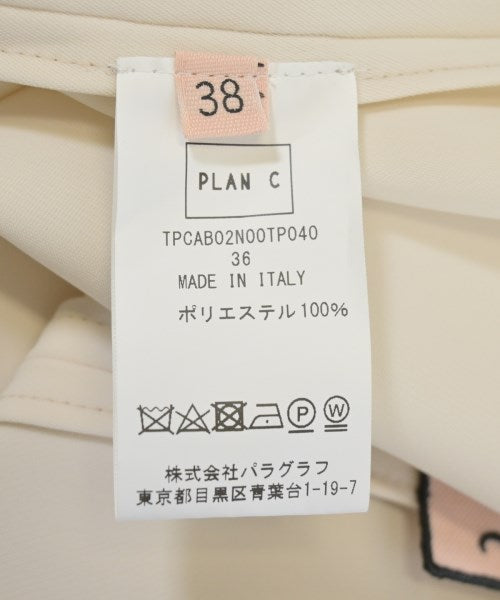 38
PLAN C
TPCAB02N00TP040
36
MADE IN ITALY
ポリエステル100%
P W
株式会社パラグラフ
東京都目黒区青葉台1-19-7